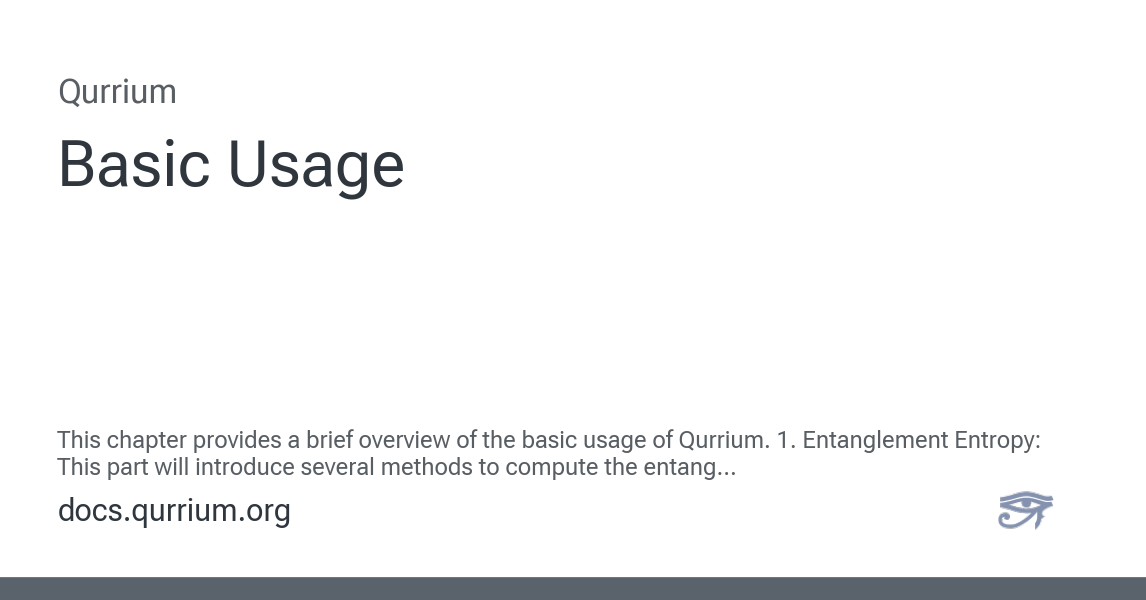 Qurrium
Basic Usage
This chapter provides a brief overview of the basic usage of Qurrium. 1. Entanglement Entropy:
This part will introduce several methods to compute the entang...
docs.qurrium.org